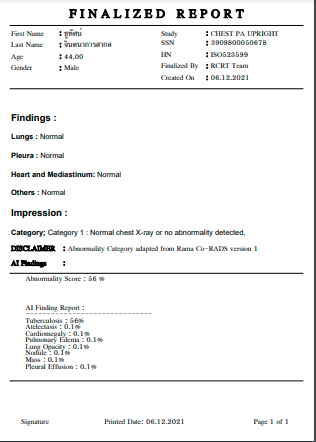 FINALIZED REPORT
First Name : ชูทัศน์
Last Name : จินตนาการสากล
Age : 44.00
Gender : Male
Study : CHEST PA UPRIGHT
SSN : 3909800050678
HN : ISO523599
Finalized By : RCRT Team
Created On : 06.12.2021
Findings :
Lungs : Normal
Pleura : Normal
Heart and Mediastinum: Normal
Others : Normal
Impression :
Category; Category 1 : Normal chest X-ray or no abnormality detected,
DISCLAIMER : Abnormality Category adapted from Rama Co-RADS version 1
AI Findings :
Abnormality Score : 56 %
AI Finding Report :
------------------------------
Tuberculosis : 56%
Atelectasis : 0.1%
Cardiomegaly : 0.1%
Pulmonary Edema : 0.1%
Lung Opacity : 0.1%
Nodule : 0.1%
Mass : 0.1%
Pleural Effusion : 0.1%
Signature
Printed Date: 06.12.2021
Page 1 of 1